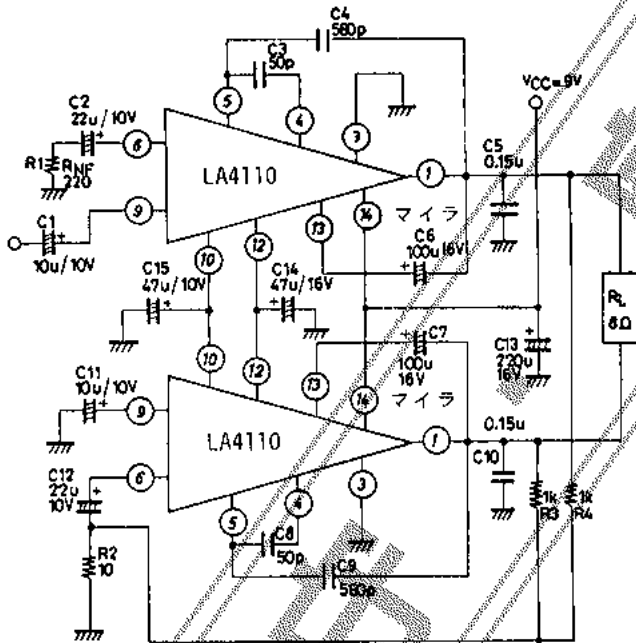 C4
560p
C3
50p
VCC=9V
5
4
3
C2
22u/10V
6
R1
RNF
220
LA4110
1
C5
0.15u
9
C1
10u/10V
10
12
13
14
マイラ
C6
100u 16V
C15
47u/10V
C14
47u/16V
RL
8Ω
C7
100u
16V
C13
220u
16V
10
12
13
14
マイラ
C11
10u/10V
9
LA4110
1
0.15u
C10
6
C12
22u
10V
3
4
5
C8
50p
1k
R3
1k
R4
R2
10
C9
560p